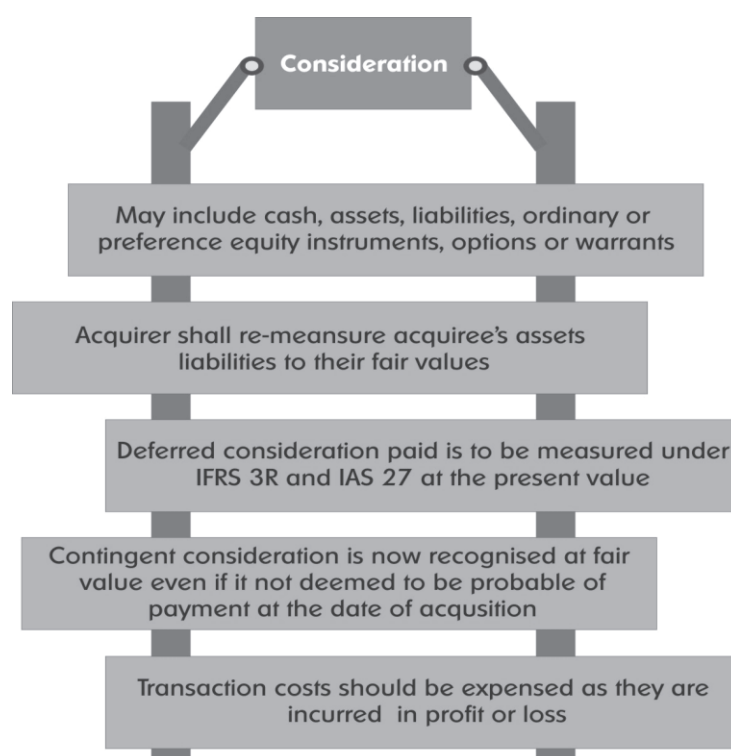 Consideration
May include cash, assets, liabilities, ordinary or
preference equity instruments, options or warrants
Acquirer shall re-meansure acquiree's assets
liabilities to their fair values
Deferred consideration paid is to be measured under
IFRS 3R and IAS 27 at the present value
Contingent consideration is now recognised at fair
value even if it not deemed to be probable of
payment at the date of acqusition
Transaction costs should be expensed as they are
incurred in profit or loss